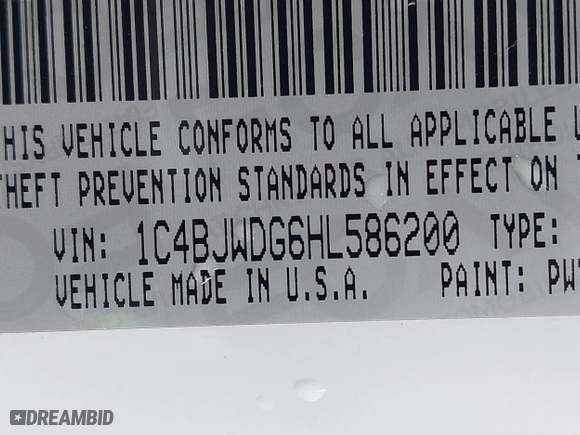 HIS VEHICLE CONFORMS TO ALL APPLICABLE
THEFT PREVENTION STANDARDS IN EFFECT ON
VIN: 1C4BJWDG6HL586200 TYPE:
VEHICLE MADE IN U.S.A. PAINT: PW
DREAMBID